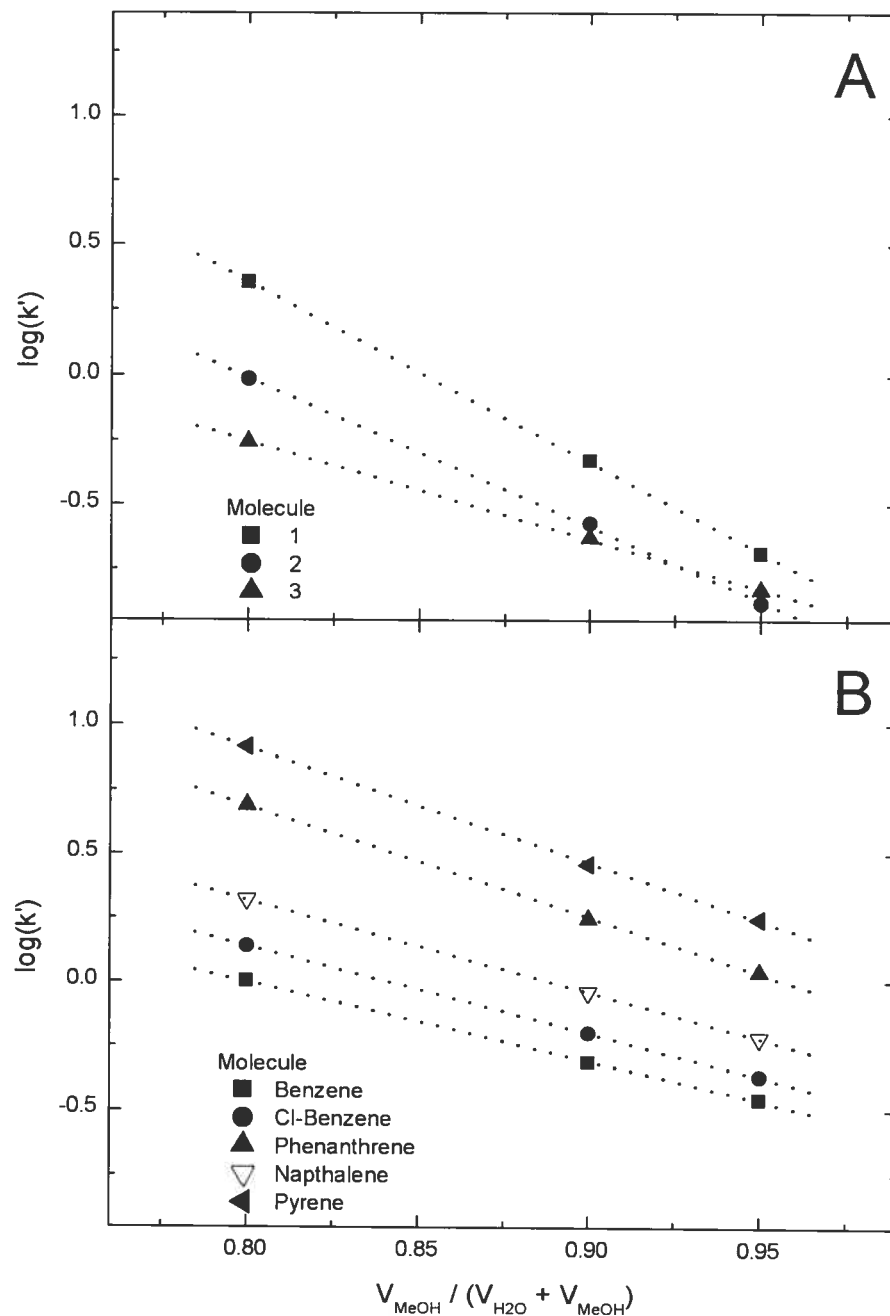 A
1.0
0.5
0.0
-0.5
log(k')
Molecule
1
2
3
B
1.0
0.5
0.0
-0.5
log(k')
Molecule
Benzene
Cl-Benzene
Phenanthrene
Napthalene
Pyrene
0.80 0.85 0.90 0.95
V_MeOH / (V_H2O + V_MeOH)